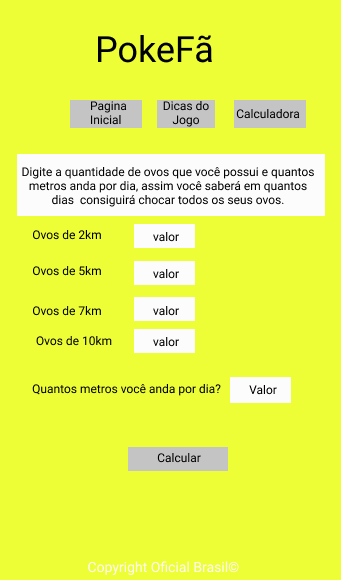 PokeFã
Pagina
Inicial
Dicas do
Jogo
Calculadora
Digite a quantidade de ovos que você possui e quantos
metros anda por dia, assim você saberá em quantos
dias consiguirá chocar todos os seus ovos.
Ovos de 2km
valor
Ovos de 5km
valor
Ovos de 7km
valor
Ovos de 10km
valor
Quantos metros você anda por dia?
Valor
Calcular
Copyright Oficial Brasil©